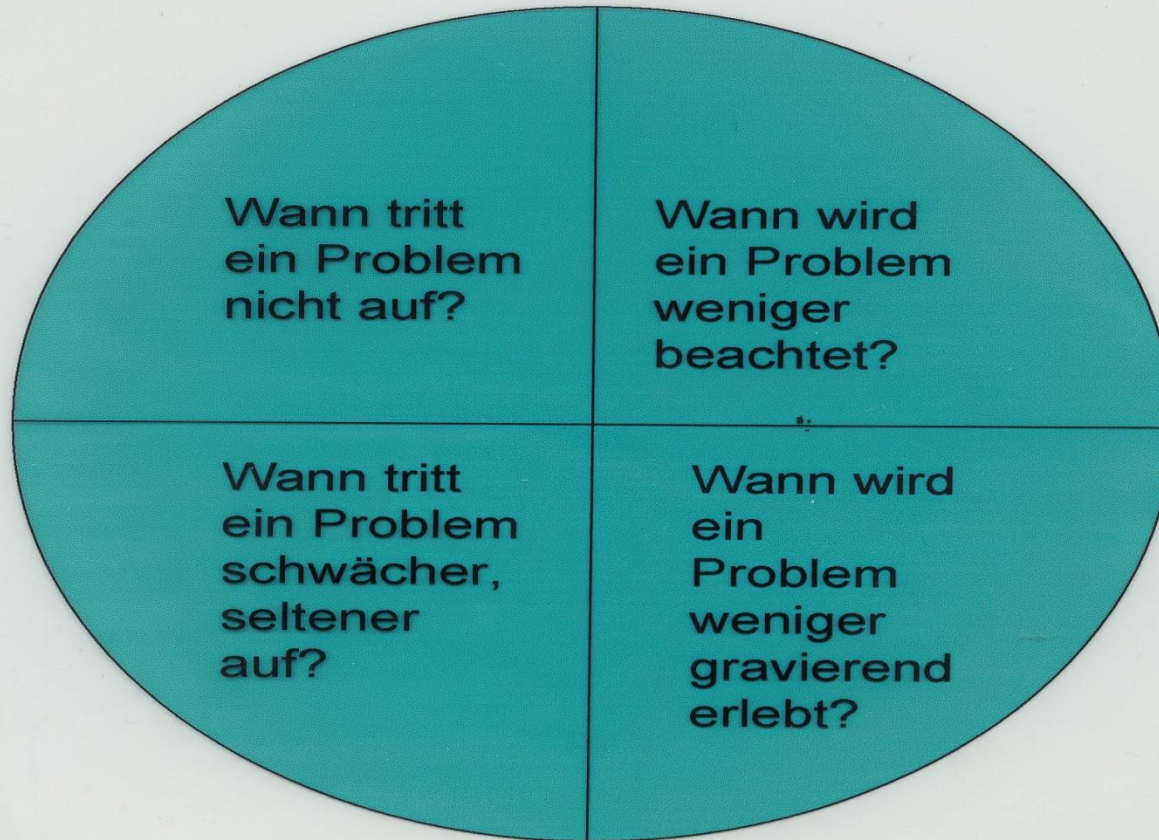 Wann tritt
ein Problem
nicht auf?
Wann wird
ein Problem
weniger
beachtet?
Wann tritt
ein Problem
schwächer,
seltener
auf?
Wann wird
ein
Problem
weniger
gravierend
erlebt?